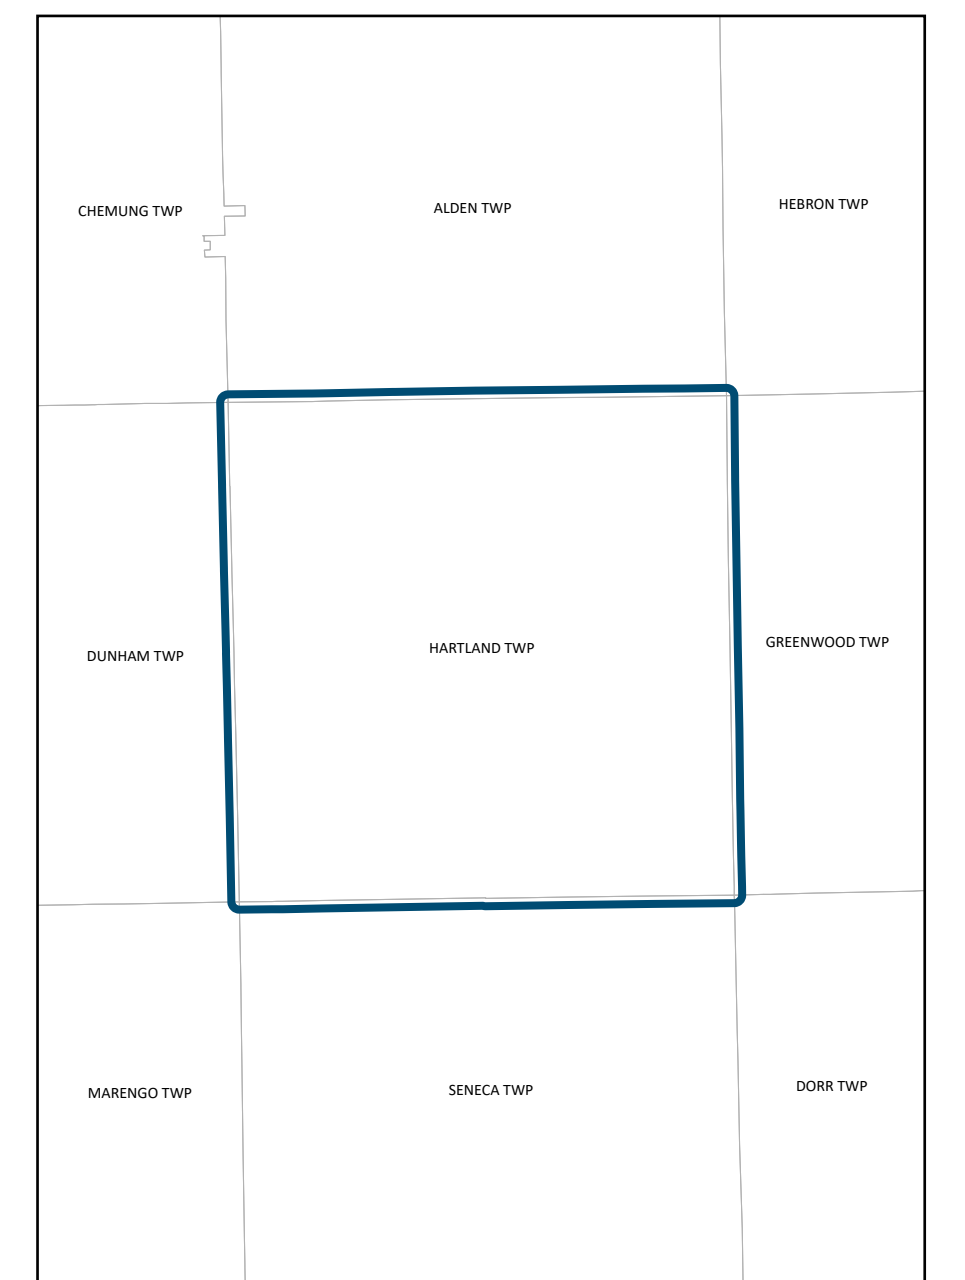 CHEMUNG TWP
ALDEN TWP
HEBRON TWP
DUNHAM TWP
HARTLAND TWP
GREENWOOD TWP
MARENGO TWP
SENECA TWP
DORR TWP